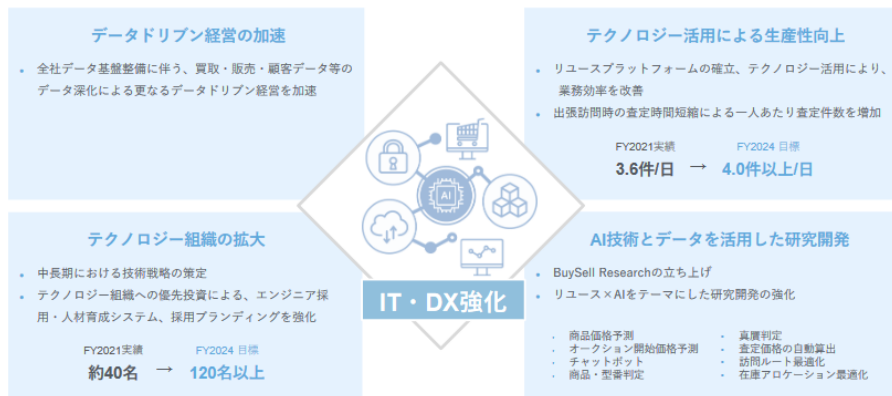 データドリブン経営の加速
• 全社データ基盤整備に伴う、買取・販売・顧客データ等の
データ深化による更なるデータドリブン経営を加速
テクノロジー活用による生産性向上
• リユースプラットフォームの確立、テクノロジー活用により、
業務効率を改善
• 出張訪問時の査定時間短縮による一人あたり査定件数を増加
FY2021実績 FY2024 目標
3.6件/日 → 4.0件以上/日
AI
IT・DX強化
テクノロジー組織の拡大
• 中長期における技術戦略の策定
• テクノロジー組織への優先投資による、エンジニア採
用・人材育成システム、採用ブランディングを強化
FY2021実績 FY2024 目標
約40名 → 120名以上
AI技術とデータを活用した研究開発
• BuySell Researchの立ち上げ
• リユース×AIをテーマにした研究開発の強化
• 商品価格予測
• オークション開始価格予測
• チャットボット
• 商品・型番判定
• 真贋判定
• 査定価格の自動算出
• 訪問ルート最適化
• 在庫アロケーション最適化